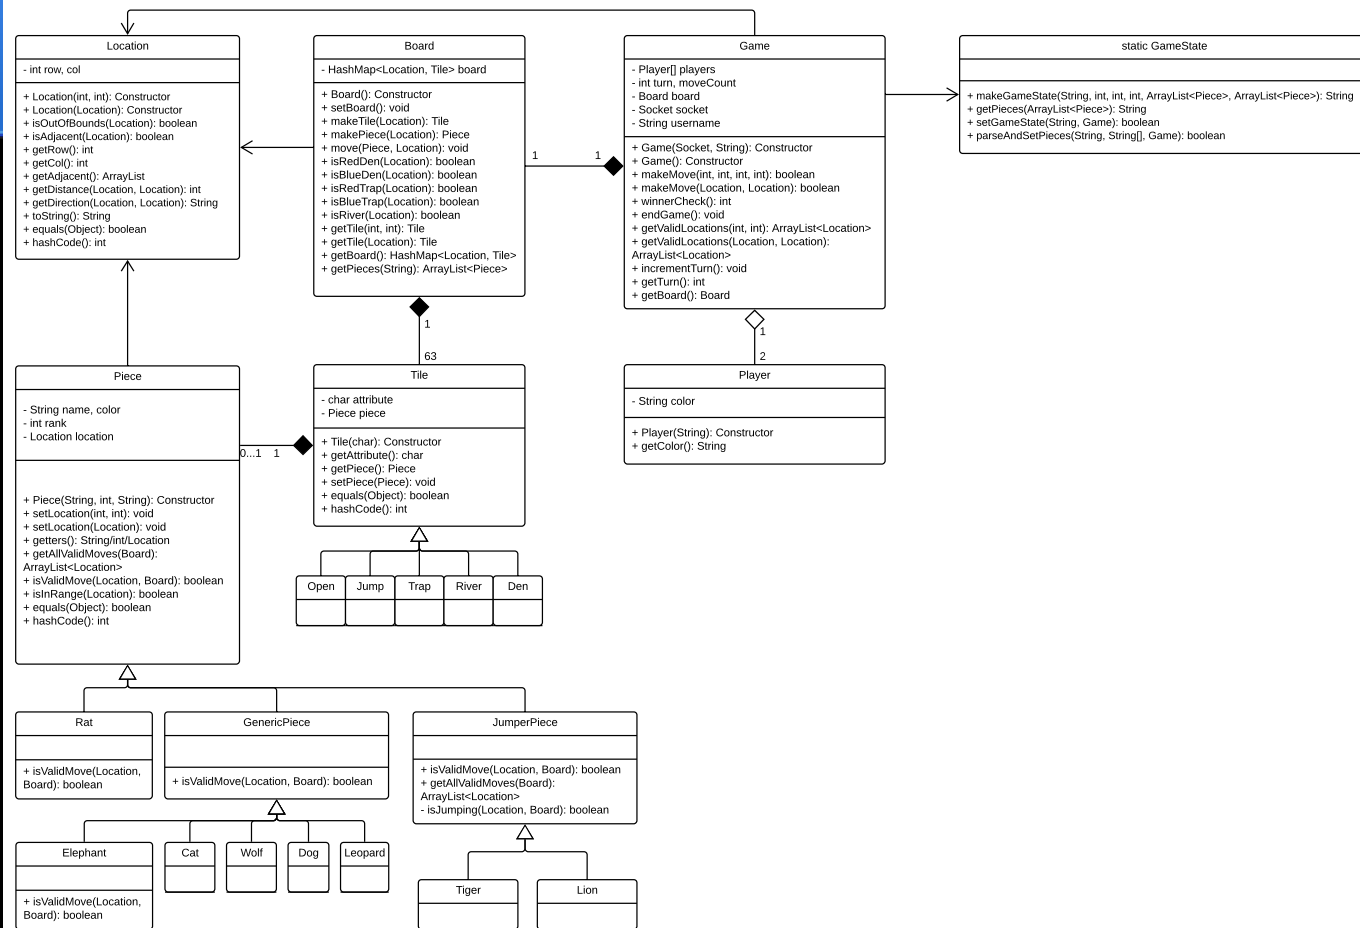 Location
- int row, col
+ Location(int, int): Constructor
+ Location(Location): Constructor
+ isOutOfBounds(Location): boolean
+ isAdjacent(Location): boolean
+ getRow(): int
+ getCol(): int
+ getAdjacent(): ArrayList
+ getDistance(Location, Location): int
+ getDirection(Location, Location): String
+ toString(): String
+ equals(Object): boolean
+ hashCode(): int
Board
- HashMap<Location, Tile> board
+ Board(): Constructor
+ setBoard(): void
+ makeTile(Location): Tile
+ makePiece(Location): Piece
+ move(Piece, Location): void
+ isRedDen(Location): boolean
+ isBlueDen(Location): boolean
+ isRedTrap(Location): boolean
+ isBlueTrap(Location): boolean
+ isRiver(Location): boolean
+ getTile(int, int): Tile
+ getTile(Location): Tile
+ getBoard(): HashMap<Location, Tile>
+ getPieces(String): ArrayList<Piece>
1
1
Game
- Player[] players
- int turn, moveCount
- Board board
- Socket socket
- String username
+ Game(Socket, String): Constructor
+ Game(): Constructor
+ makeMove(int, int, int, int): boolean
+ makeMove(Location, Location): boolean
+ winnerCheck(): int
+ endGame(): void
+ getValidLocations(int, int): ArrayList<Location>
+ getValidLocations(Location, Location):
ArrayList<Location>
+ incrementTurn(): void
+ getTurn(): int
+ getBoard(): Board
static GameState
+ makeGameState(String, int, int, int, ArrayList<Piece>, ArrayList<Piece>): String
+ getPieces(ArrayList<Piece>): String
+ setGameState(String, Game): boolean
+ parseAndSetPieces(String, String[], Game): boolean
1
63
1
2
Piece
- String name, color
- int rank
- Location location
+ Piece(String, int, String): Constructor
+ setLocation(int, int): void
+ setLocation(Location): void
+ getters(): String/int/Location
+ getAllValidMoves(Board):
ArrayList<Location>
+ isValidMove(Location, Board): boolean
+ isInRange(Location): boolean
+ equals(Object): boolean
+ hashCode(): int
0...1
1
Tile
- char attribute
- Piece piece
+ Tile(char): Constructor
+ getAttribute(): char
+ getPiece(): Piece
+ setPiece(Piece): void
+ equals(Object): boolean
+ hashCode(): int
Player
- String color
+ Player(String): Constructor
+ getColor(): String
Open
Jump
Trap
River
Den
Rat
+ isValidMove(Location,
Board): boolean
GenericPiece
+ isValidMove(Location, Board): boolean
JumperPiece
+ isValidMove(Location, Board): boolean
+ getAllValidMoves(Board):
ArrayList<Location>
- isJumping(Location, Board): boolean
Elephant
+ isValidMove(Location,
Board): boolean
Cat
Wolf
Dog
Leopard
Tiger
Lion